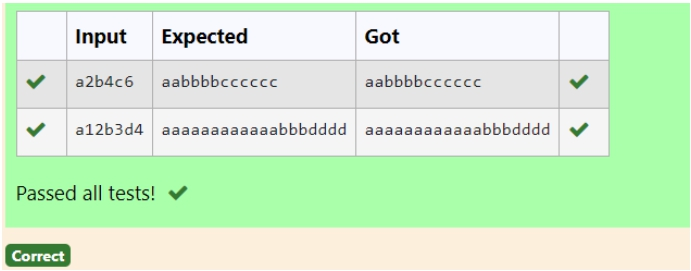 Input Expected Got
a2b4c6 aabbbbcccccc aabbbbcccccc
a12b3d4 aaaaaaaaaaaabbbdddd aaaaaaaaaaaabbbdddd
Passed all tests!
Correct